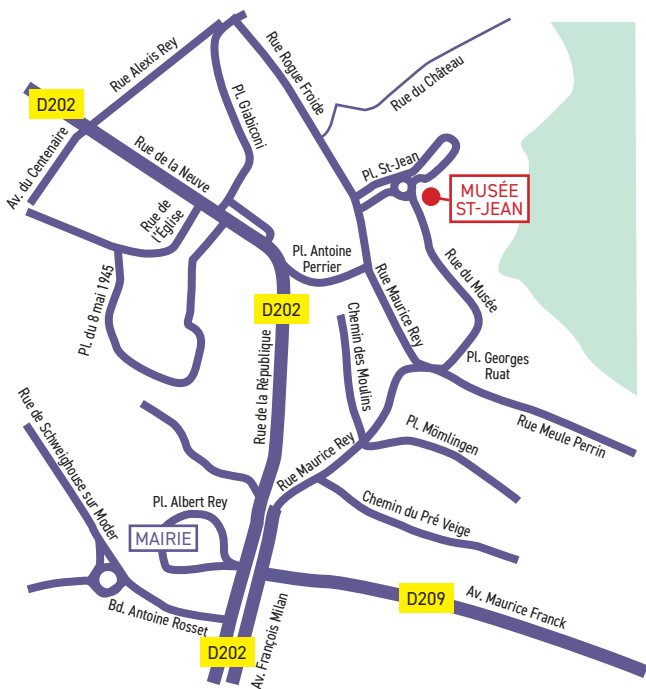 Rue Alexis Rey
D202
Av. du Centenaire
Rue de la Neuve
Pl. Giabiconi
Rue Rogue Froide
Rue du Château
Pl. St-Jean
MUSÉE
ST-JEAN
Rue de
l'Église
Pl. Antoine
Perrier
Rue du Musée
Pl. du 8 mai 1945
D202
Rue Maurice Rey
Chemin des Moulins
Pl. Georges
Ruat
Rue de la République
Rue Meule Perrin
Rue de Schweighouse sur Moder
Pl. Mömlingen
Rue Maurice Rey
Pl. Albert Rey
Chemin du Pré Veige
MAIRIE
Bd. Antoine Rosset
D209
Av. Maurice Franck
D202
Av. François Milan